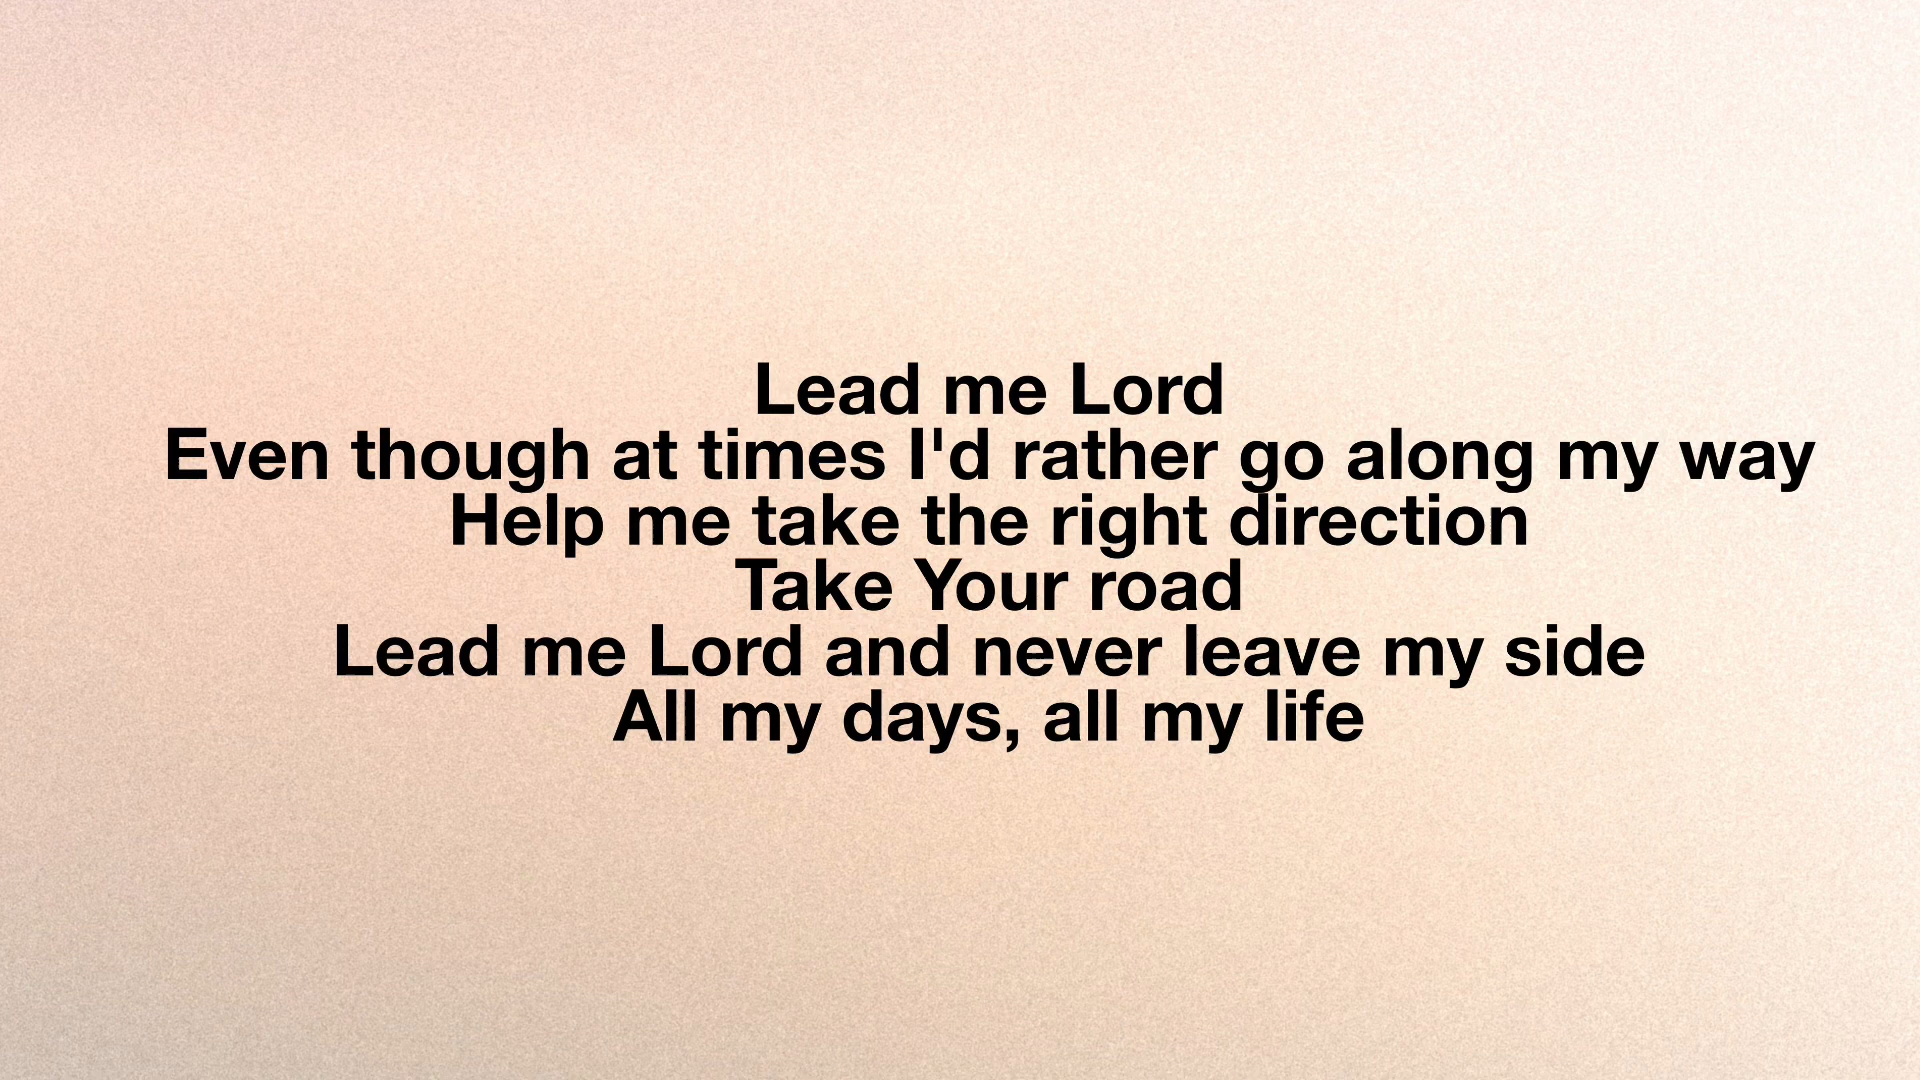 Lead me Lord
Even though at times I'd rather go along my way
Help me take the right direction
Take Your road
Lead me Lord and never leave my side
All my days, all my life